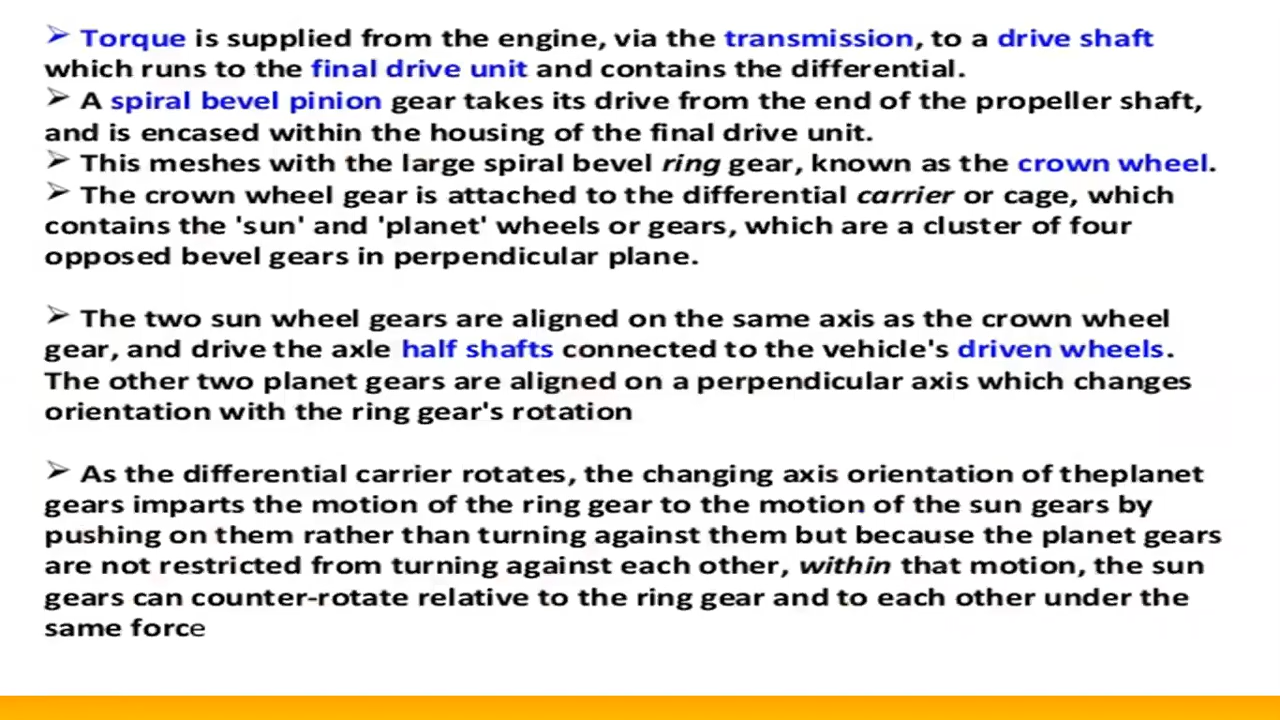 ➢ Torque is supplied from the engine, via the transmission, to a drive shaft
which runs to the final drive unit and contains the differential.
➢ A spiral bevel pinion gear takes its drive from the end of the propeller shaft,
and is encased within the housing of the final drive unit.
➢ This meshes with the large spiral bevel ring gear, known as the crown wheel.
➢ The crown wheel gear is attached to the differential carrier or cage, which
contains the 'sun' and 'planet' wheels or gears, which are a cluster of four
opposed bevel gears in perpendicular plane.
➢ The two sun wheel gears are aligned on the same axis as the crown wheel
gear, and drive the axle half shafts connected to the vehicle's driven wheels.
The other two planet gears are aligned on a perpendicular axis which changes
orientation with the ring gear's rotation
➢ As the differential carrier rotates, the changing axis orientation of theplanet
gears imparts the motion of the ring gear to the motion of the sun gears by
pushing on them rather than turning against them but because the planet gears
are not restricted from turning against each other, within that motion, the sun
gears can counter-rotate relative to the ring gear and to each other under the
same force